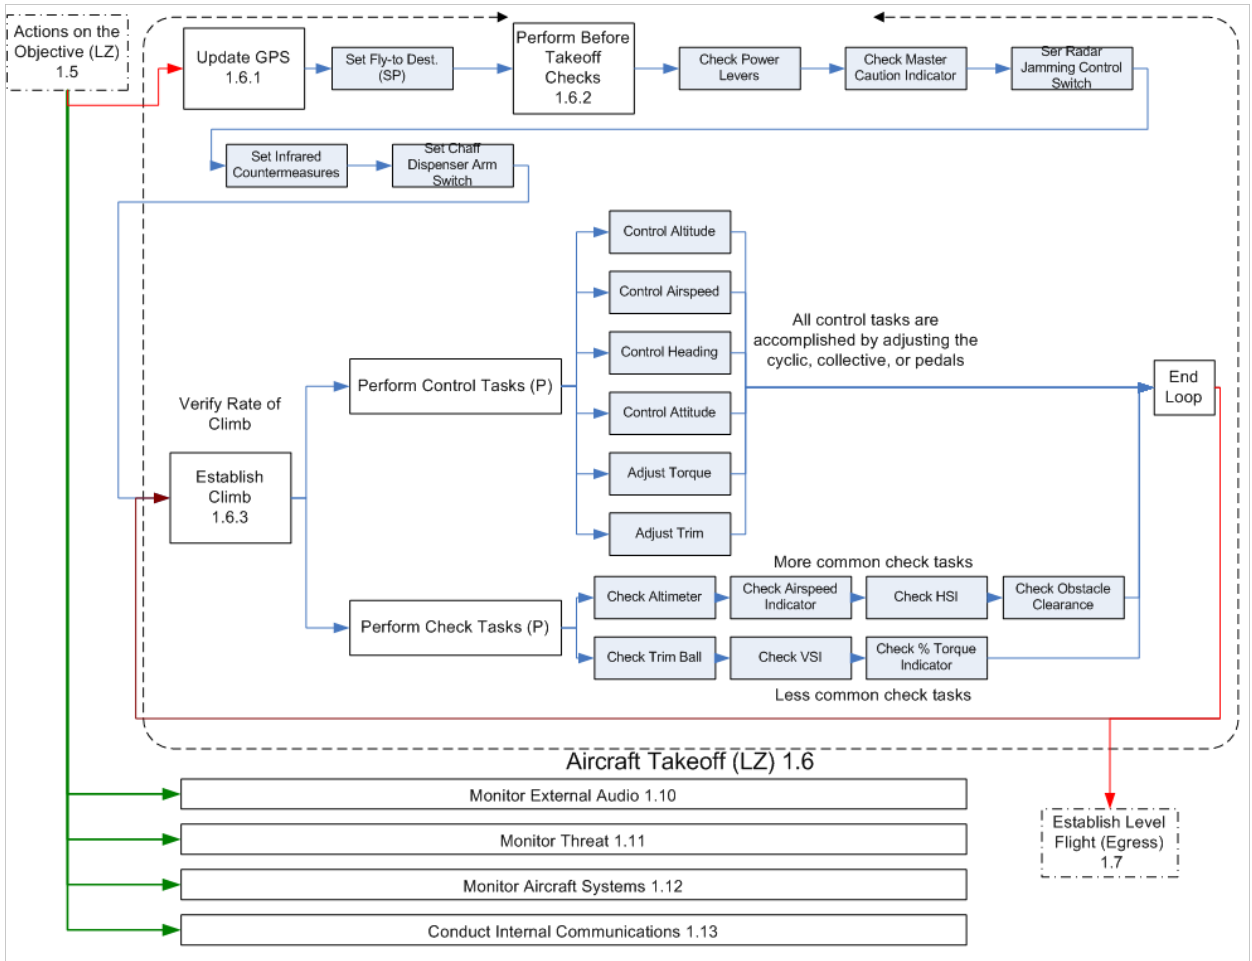 Actions on the
Objective (LZ)
1.5
Update GPS
1.6.1
Set Fly-to Dest.
(SP)
Perform Before
Takeoff
Checks
1.6.2
Check Power
Levers
Check Master
Caution Indicator
Ser Radar
Jamming Control
Switch
Set Infrared
Countermeasures
Set Chaff
Dispenser Arm
Switch
Control Altitude
Control Airspeed
Control Heading
Control Attitude
Adjust Torque
Adjust Trim
All control tasks are
accomplished by adjusting the
cyclic, collective, or pedals
Perform Control Tasks (P)
End
Loop
Verify Rate of
Climb
Establish
Climb
1.6.3
More common check tasks
Perform Check Tasks (P)
Check Altimeter
Check Airspeed
Indicator
Check HSI
Check Obstacle
Clearance
Check Trim Ball
Check VSI
Check % Torque
Indicator
Less common check tasks
Aircraft Takeoff (LZ) 1.6
Monitor External Audio 1.10
Monitor Threat 1.11
Monitor Aircraft Systems 1.12
Conduct Internal Communications 1.13
Establish Level
Flight (Egress)
1.7